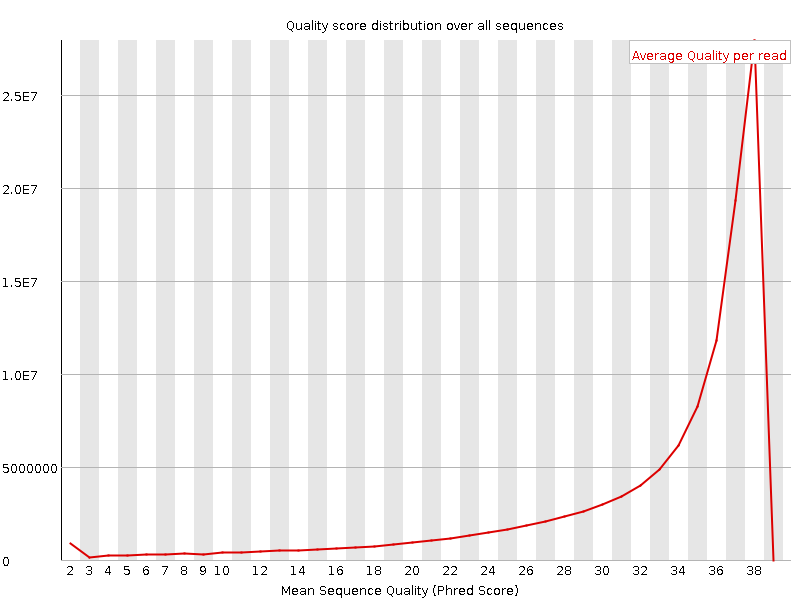 Quality score distribution over all sequences
Average Quality per read
2.5E7
2.0E7
1.5E7
1.0E7
5000000
0
2 3 4 5 6 7 8 9 10 12 14 16 18 20 22 24 26 28 30 32 34 36 38
Mean Sequence Quality (Phred Score)